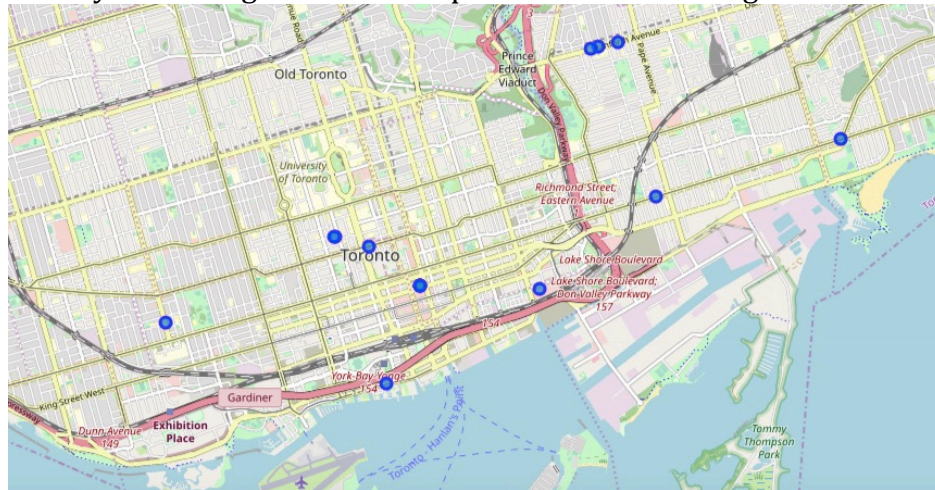 3
Prince
Edward
Viaduct
Avenue
Pape Avenue
Old Toronto
Don Valley Parkway
University
of Toronto
Richmond Street;
Eastern Avenue
Toronto
Lake Shore Boulevard
Lake Shore Boulevard;
Don Valley Parkway
157
154
York-Bay-Yonge
154
King Street West
Gardiner
Dunn Avenue
149
Exhibition
Place
Toronto - Hanlan's Point
Tommy
Thompson
Park